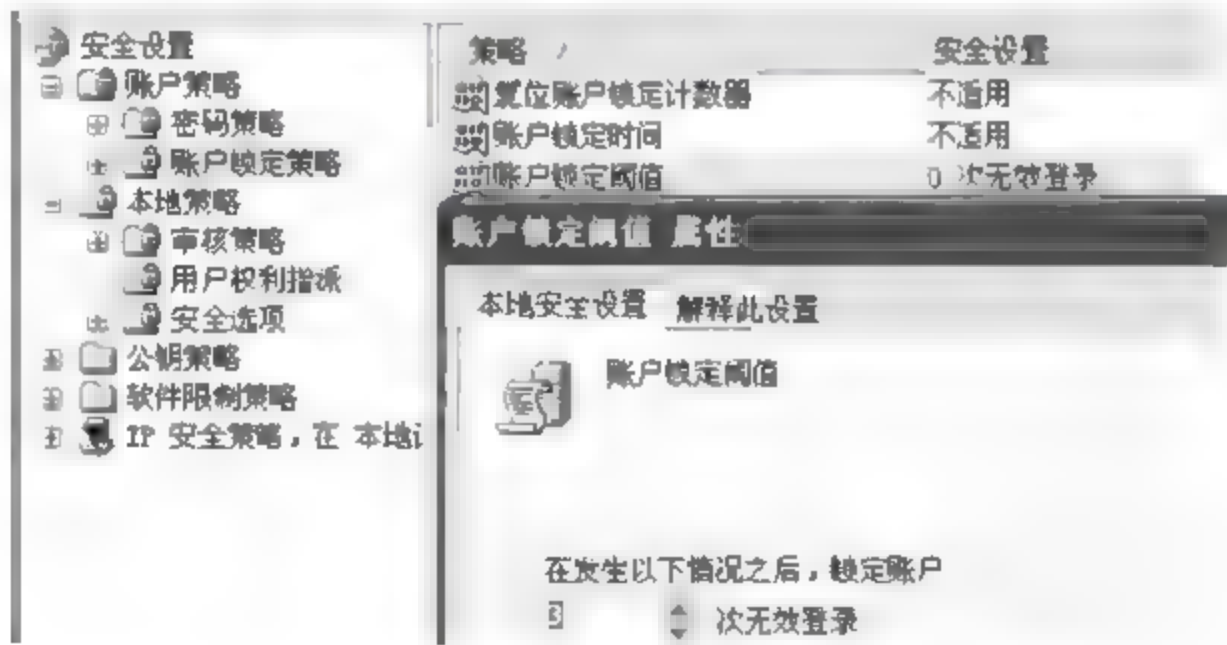 安全设置
账户策略
密码策略
账户锁定策略
本地策略
审核策略
用户权利指派
安全选项
公钥策略
软件限制策略
IP 安全策略，在 本地
策略 安全设置
复位账户锁定计数器 不适用
账户锁定时间 不适用
账户锁定阈值 0 次无效登录
账户锁定阈值 属性
本地安全设置 解释此设置
账户锁定阈值
在发生以下情况之后，锁定账户
3 次无效登录